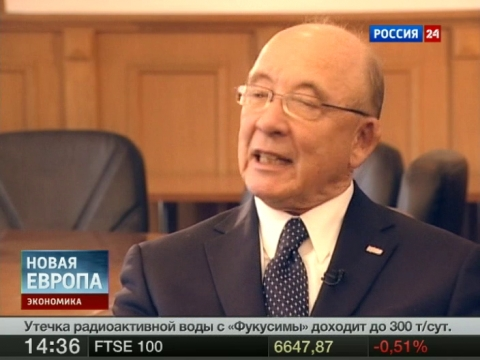 РОССИЯ 24
НОВАЯ
ЕВРОПА
ЭКОНОМИКА
Утечка радиоактивной воды с «Фукусимы» доходит до 300 т/сут.
14:36 FTSE 100 6647,87 -0,51%